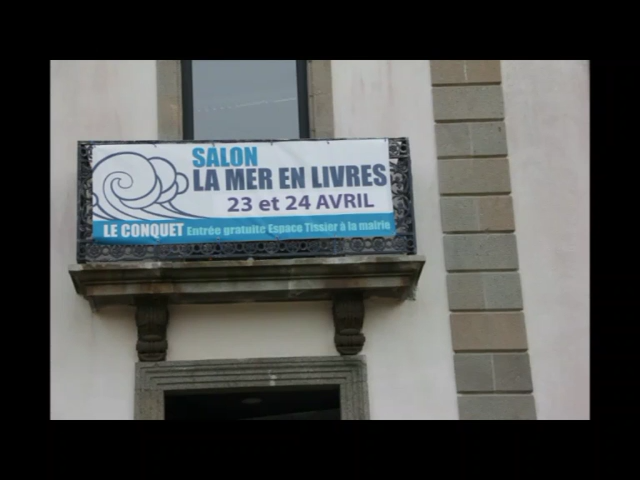 SALON
LA MER EN LIVRES
23 et 24 AVRIL
LE CONQUET Entrée gratuite Espace Tissier à la mairie